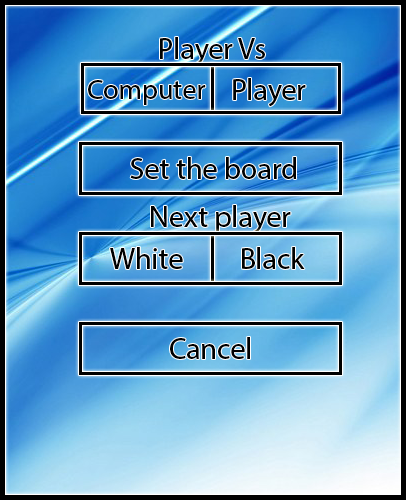 Player Vs
Computer Player
Set the board
Next player
White Black
Cancel